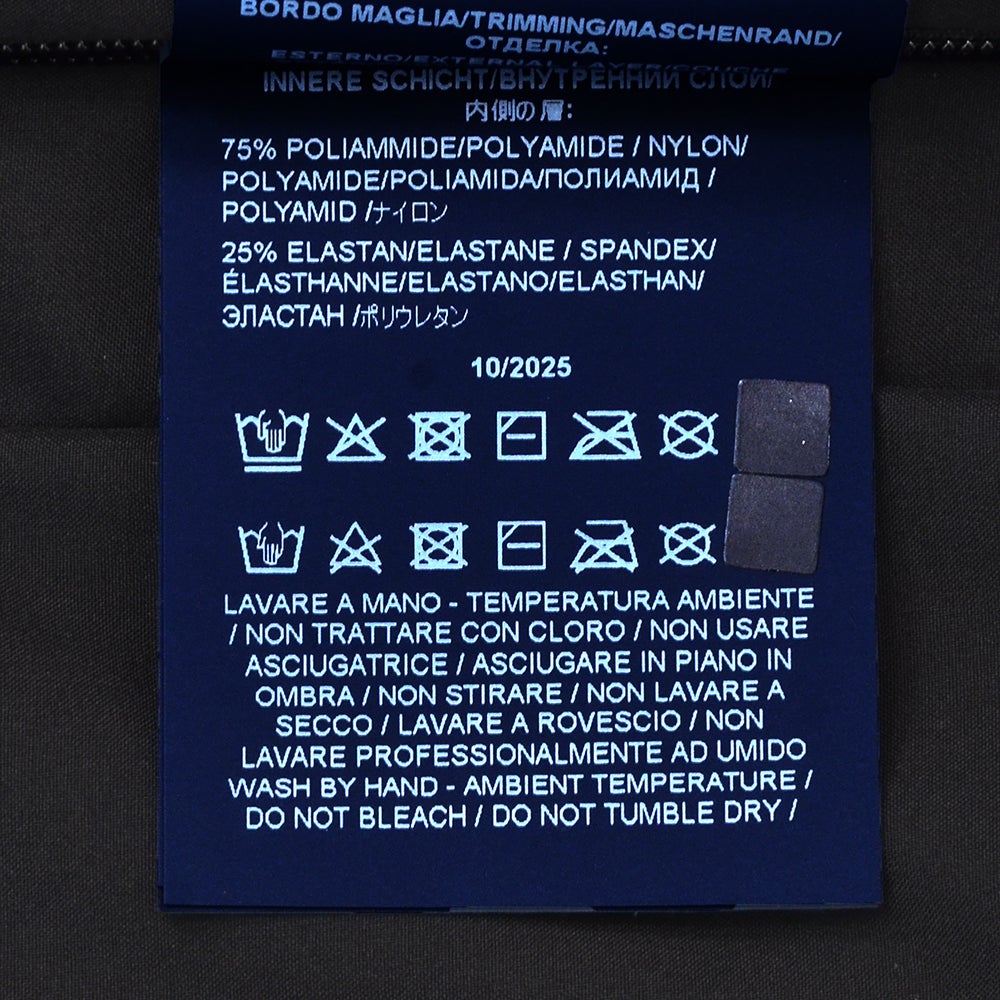 BORDO MAGLIA/TRIMMING/MASCHENRAND/
ОТДЕЛКА:
ESTERNO/EXTERNAL LAYER/COUCHE
INNERE SCHICHT/ВНУТРЕННИЙ СЛОЙ/
内側の層:
75% POLIAMMIDE/POLYAMIDE / NYLON/
POLYAMIDE/POLIAMIDA/ПОЛИАМИД /
POLYAMID /ナイロン
25% ELASTAN/ELASTANE / SPANDEX/
ÉLASTHANNE/ELASTANO/ELASTHAN/
ЭЛАСТАН /ポリウレタン
10/2025
LAVARE A MANO - TEMPERATURA AMBIENTE
/ NON TRATTARE CON CLORO / NON USARE
ASCIUGATRICE / ASCIUGARE IN PIANO IN
OMBRA / NON STIRARE / NON LAVARE A
SECCO / LAVARE A ROVESCIO / NON
LAVARE PROFESSIONALMENTE AD UMIDO
WASH BY HAND - AMBIENT TEMPERATURE /
DO NOT BLEACH / DO NOT TUMBLE DRY /